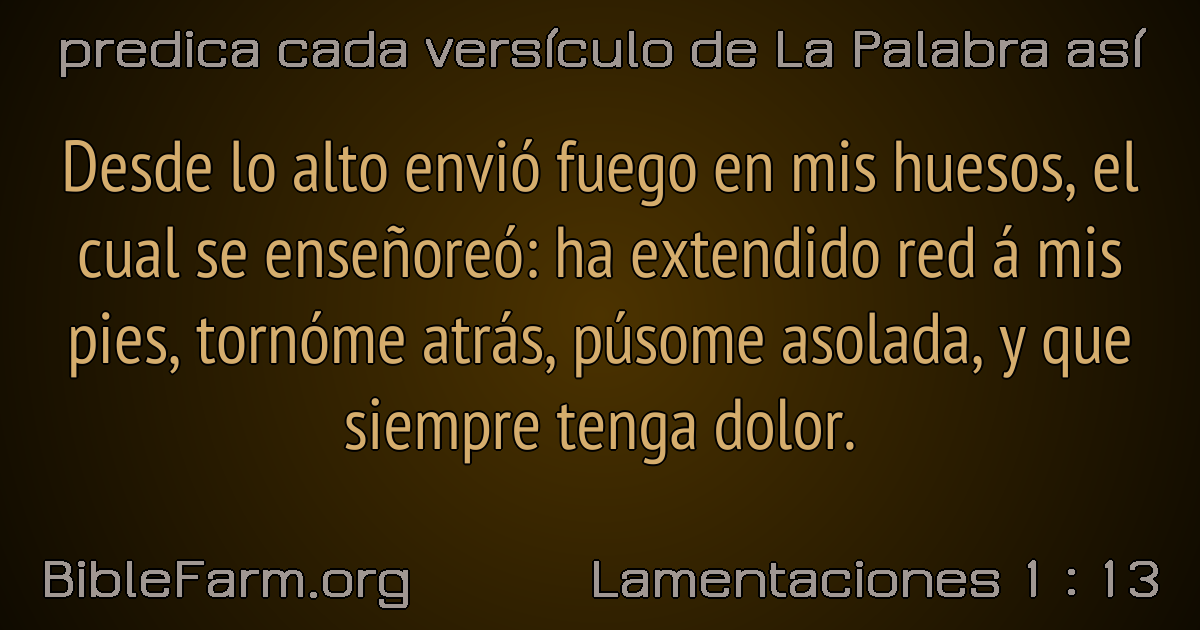 predica cada versículo de La Palabra así
Desde lo alto envió fuego en mis huesos, el
cual se enseñoreó: ha extendido red á mis
pies, tornóme atrás, púsome asolada, y que
siempre tenga dolor.
BibleFarm.org
Lamentaciones 1 : 13